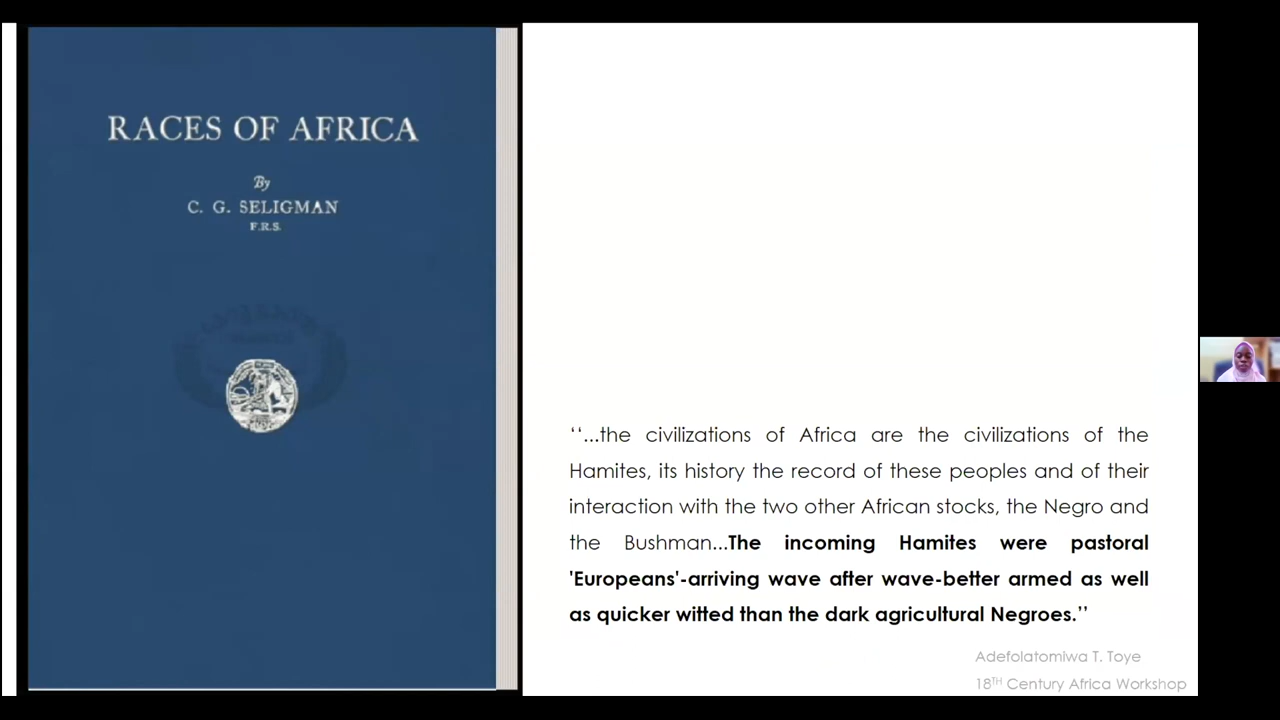 RACES OF AFRICA
By
C. G. SELIGMAN
F.R.S.
‘‘...the civilizations of Africa are the civilizations of the
Hamites, its history the record of these peoples and of their
interaction with the two other African stocks, the Negro and
the Bushman...The incoming Hamites were pastoral
'Europeans'-arriving wave after wave-better armed as well
as quicker witted than the dark agricultural Negroes.’’
Adefolatomiwa T. Toye
18TH Century Africa Workshop